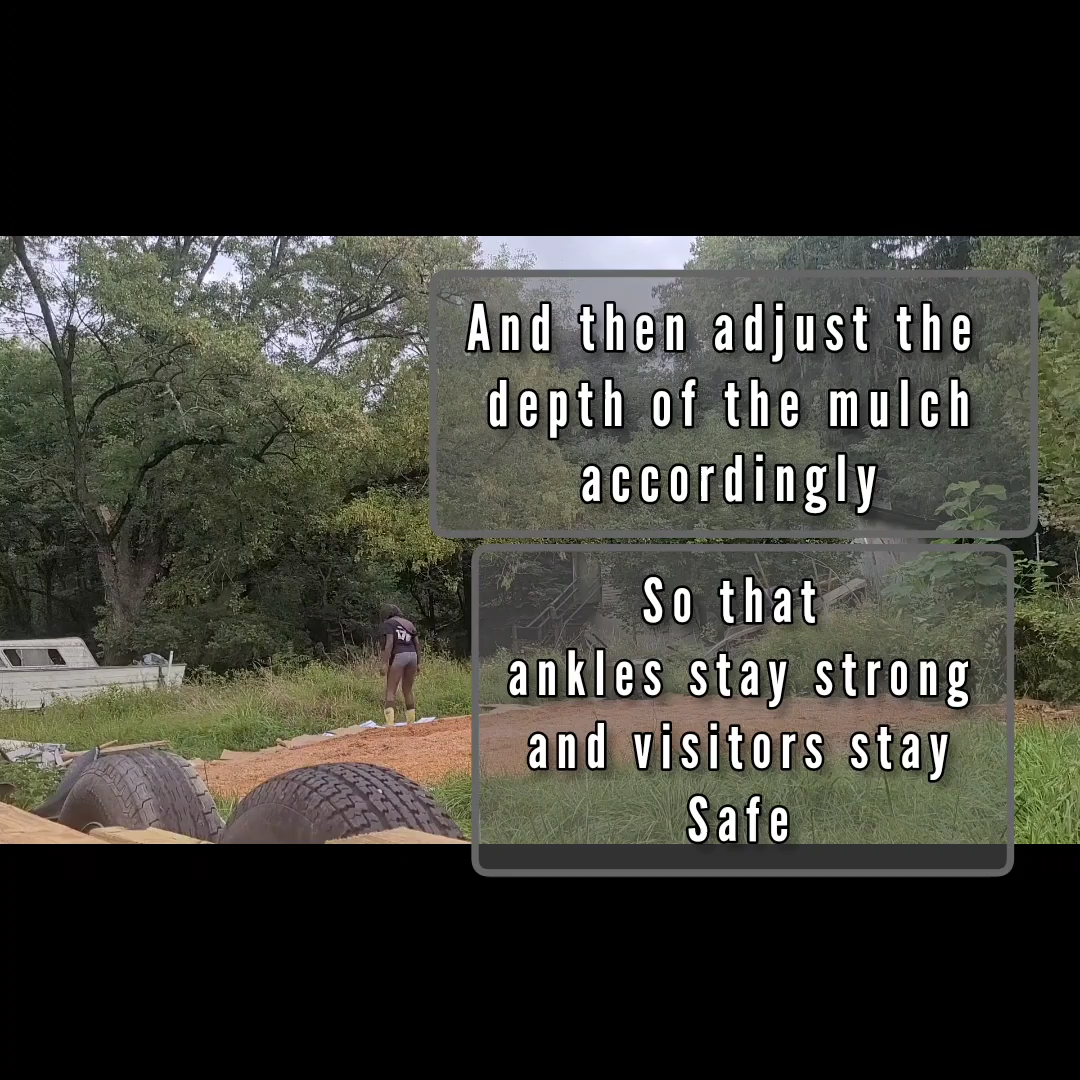 And then adjust the
depth of the mulch
accordingly
So that
ankles stay strong
and visitors stay
Safe